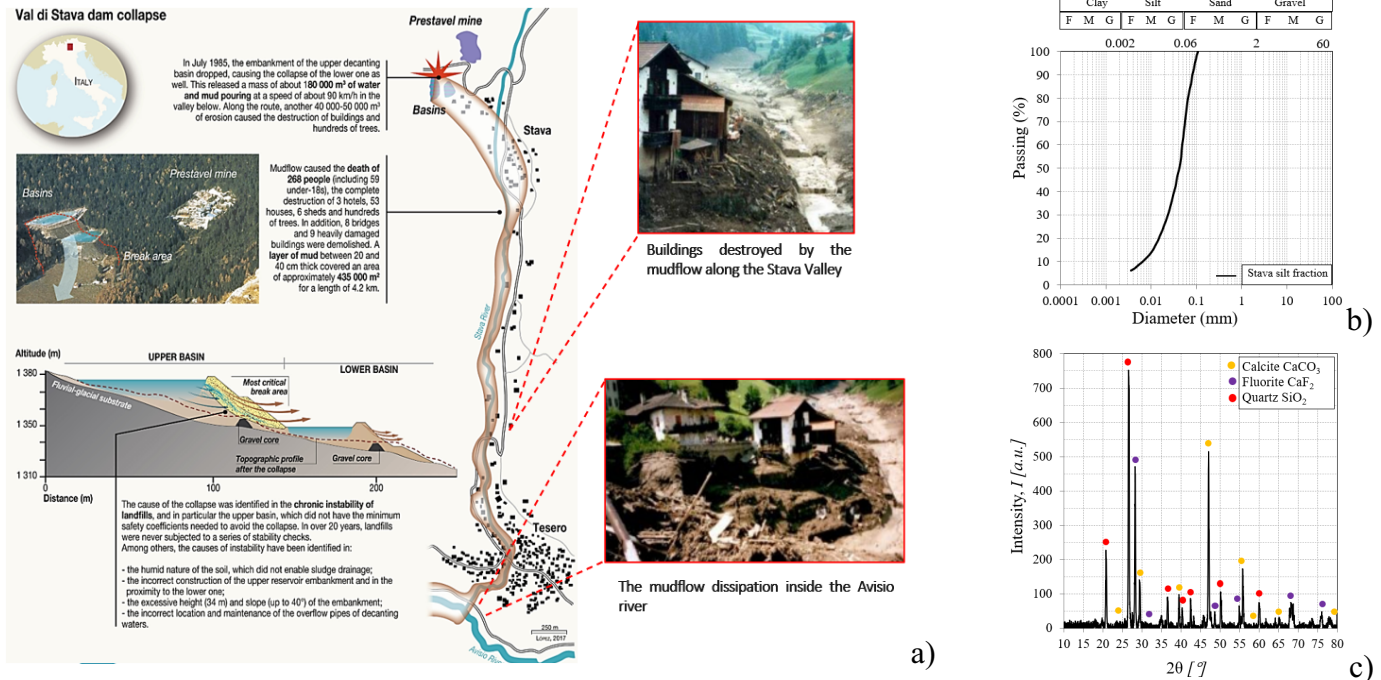 Val di Stava dam collapse
ITALY
In July 1985, the embankment of the upper decanting
basin dropped, causing the collapse of the lower one as
well. This released a mass of about 180 000 m³ of water
and mud pouring at a speed of about 90 km/h in the
valley below. Along the route, another 40 000-50 000 m³
of erosion caused the destruction of buildings and
hundreds of trees.
Prestavel mine
Basins
Stava
Basins
Prestavel mine
Break area
Mudflow caused the death of
268 people (including 59
under-18s), the complete
destruction of 3 hotels, 53
houses, 6 sheds and hundreds
of trees. In addition, 8 bridges
and 9 heavily damaged
buildings were demolished. A
layer of mud between 20 and
40 cm thick covered an area
of approximately 435 000 m²
for a length of 4.2 km.
Stava River
Altitude (m)
UPPER BASIN
LOWER BASIN
1 380
1 350
1 310
Fluvial-glacial substrate
Most critical
break area
Gravel core
Topographic profile
after the collapse
Gravel core
0
100
200
Distance (m)
The cause of the collapse was identified in the chronic instability of
landfills, and in particular the upper basin, which did not have the minimum
safety coefficients needed to avoid the collapse. In over 20 years, landfills
were never subjected to a series of stability checks.
Among others, the causes of instability have been identified in:
- the humid nature of the soil, which did not enable sludge drainage;
- the incorrect construction of the upper reservoir embankment and in the
proximity to the lower one;
- the excessive height (34 m) and slope (up to 40°) of the embankment;
- the incorrect location and maintenance of the overflow pipes of decanting
waters.
Tesero
250 m
LOPEZ, 2017
Avisio River
Buildings destroyed by the
mudflow along the Stava Valley
The mudflow dissipation inside the Avisio
river
a)
Clay Silt Sand Gravel
F M G F M G F M G F M G
0.002 0.06 2 60
100
90
80
70
60
50
40
30
20
10
0
Passing (%)
Stava silt fraction
0.0001 0.001 0.01 0.1 1 10 100
Diameter (mm)
b)
800
700
600
500
400
300
200
100
0
Intensity, I [a.u.]
Calcite CaCO₃
Fluorite CaF₂
Quartz SiO₂
10 15 20 25 30 35 40 45 50 55 60 65 70 75 80
2θ [°]
c)